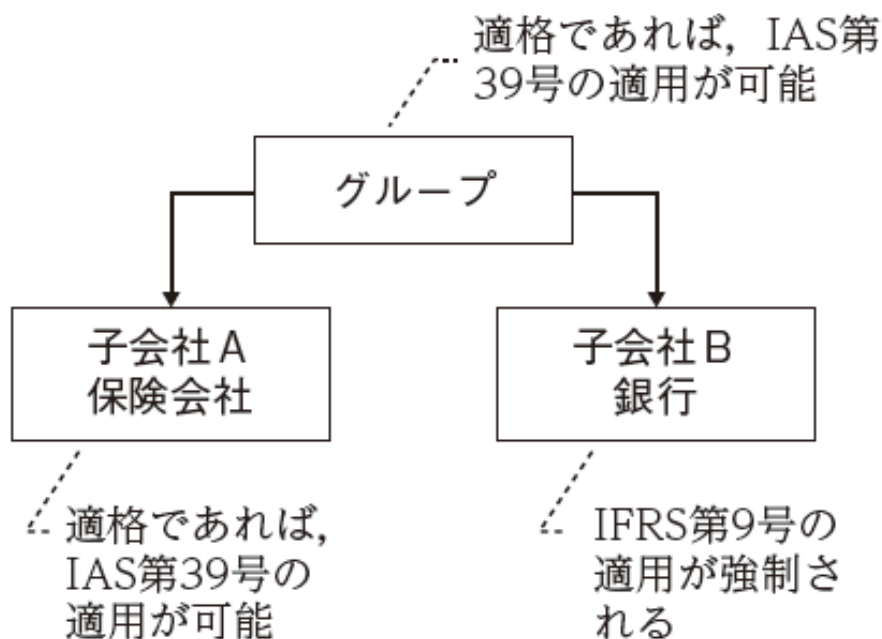 適格であれば，IAS第
39号の適用が可能
グループ
子会社A
保険会社
子会社B
銀行
適格であれば，
IAS第39号の
適用が可能
IFRS第9号の
適用が強制さ
れる